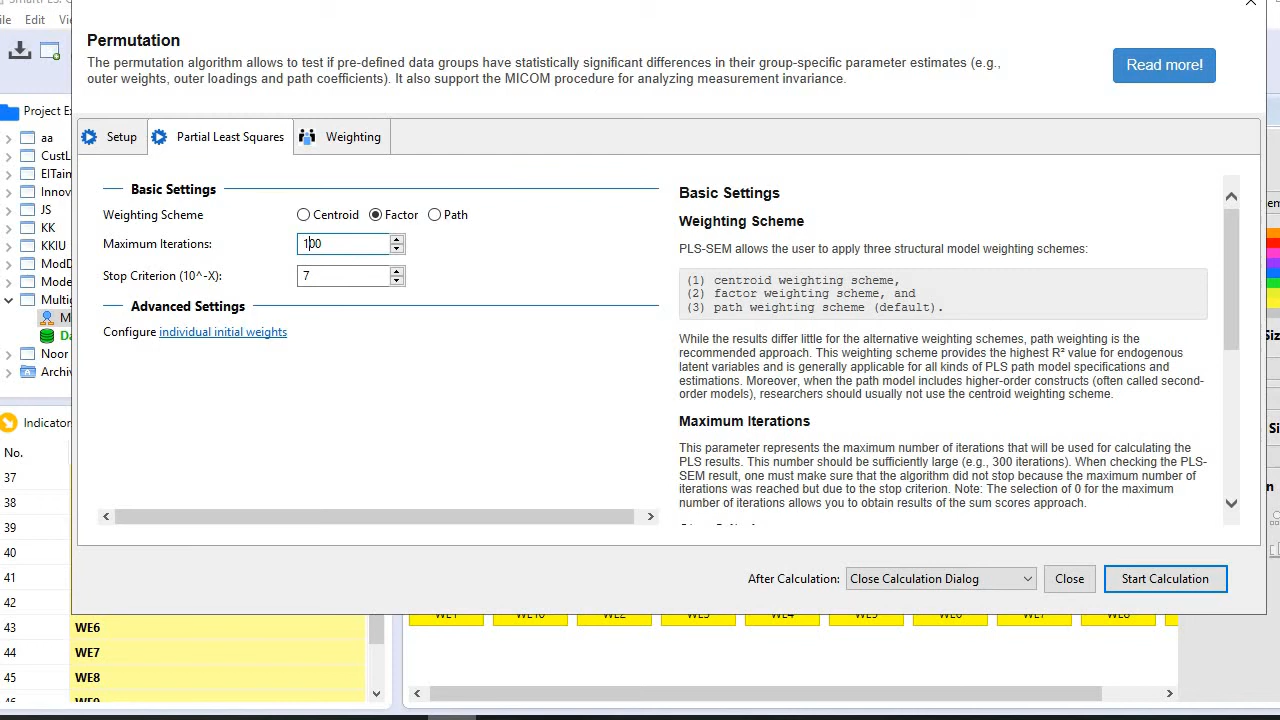 Edit
Permutation
The permutation algorithm allows to test if pre-defined data groups have statistically significant differences in their group-specific parameter estimates (e.g.,
outer weights, outer loadings and path coefficients). It also support the MICOM procedure for analyzing measurement invariance.
Read more!
Project E
aa
CustL
ElTain
Innov
JS
KK
KKIU
ModD
Mode
Multig
M
Da
Noor
Archiv
Setup
Partial Least Squares
Weighting
Basic Settings
Weighting Scheme
Centroid
Factor
Path
Maximum Iterations:
100
Stop Criterion (10^-X):
7
Advanced Settings
Configure individual initial weights
Basic Settings
Weighting Scheme
PLS-SEM allows the user to apply three structural model weighting schemes:
(1) centroid weighting scheme,
(2) factor weighting scheme, and
(3) path weighting scheme (default).
While the results differ little for the alternative weighting schemes, path weighting is the
recommended approach. This weighting scheme provides the highest R² value for endogenous
latent variables and is generally applicable for all kinds of PLS path model specifications and
estimations. Moreover, when the path model includes higher-order constructs (often called second-
order models), researchers should usually not use the centroid weighting scheme.
Maximum Iterations
This parameter represents the maximum number of iterations that will be used for calculating the
PLS results. This number should be sufficiently large (e.g., 300 iterations). When checking the PLS-
SEM result, one must make sure that the algorithm did not stop because the maximum number of
iterations was reached but due to the stop criterion. Note: The selection of 0 for the maximum
number of iterations allows you to obtain results of the sum scores approach.
After Calculation:
Close Calculation Dialog
Close
Start Calculation
Indicator
No.
37
38
39
40
41
42
43 WE6
44 WE7
45 WE8
46 WE9
WE1 WE10 WE2 WE3 WE4 WE5 WE6 WE7 WE8